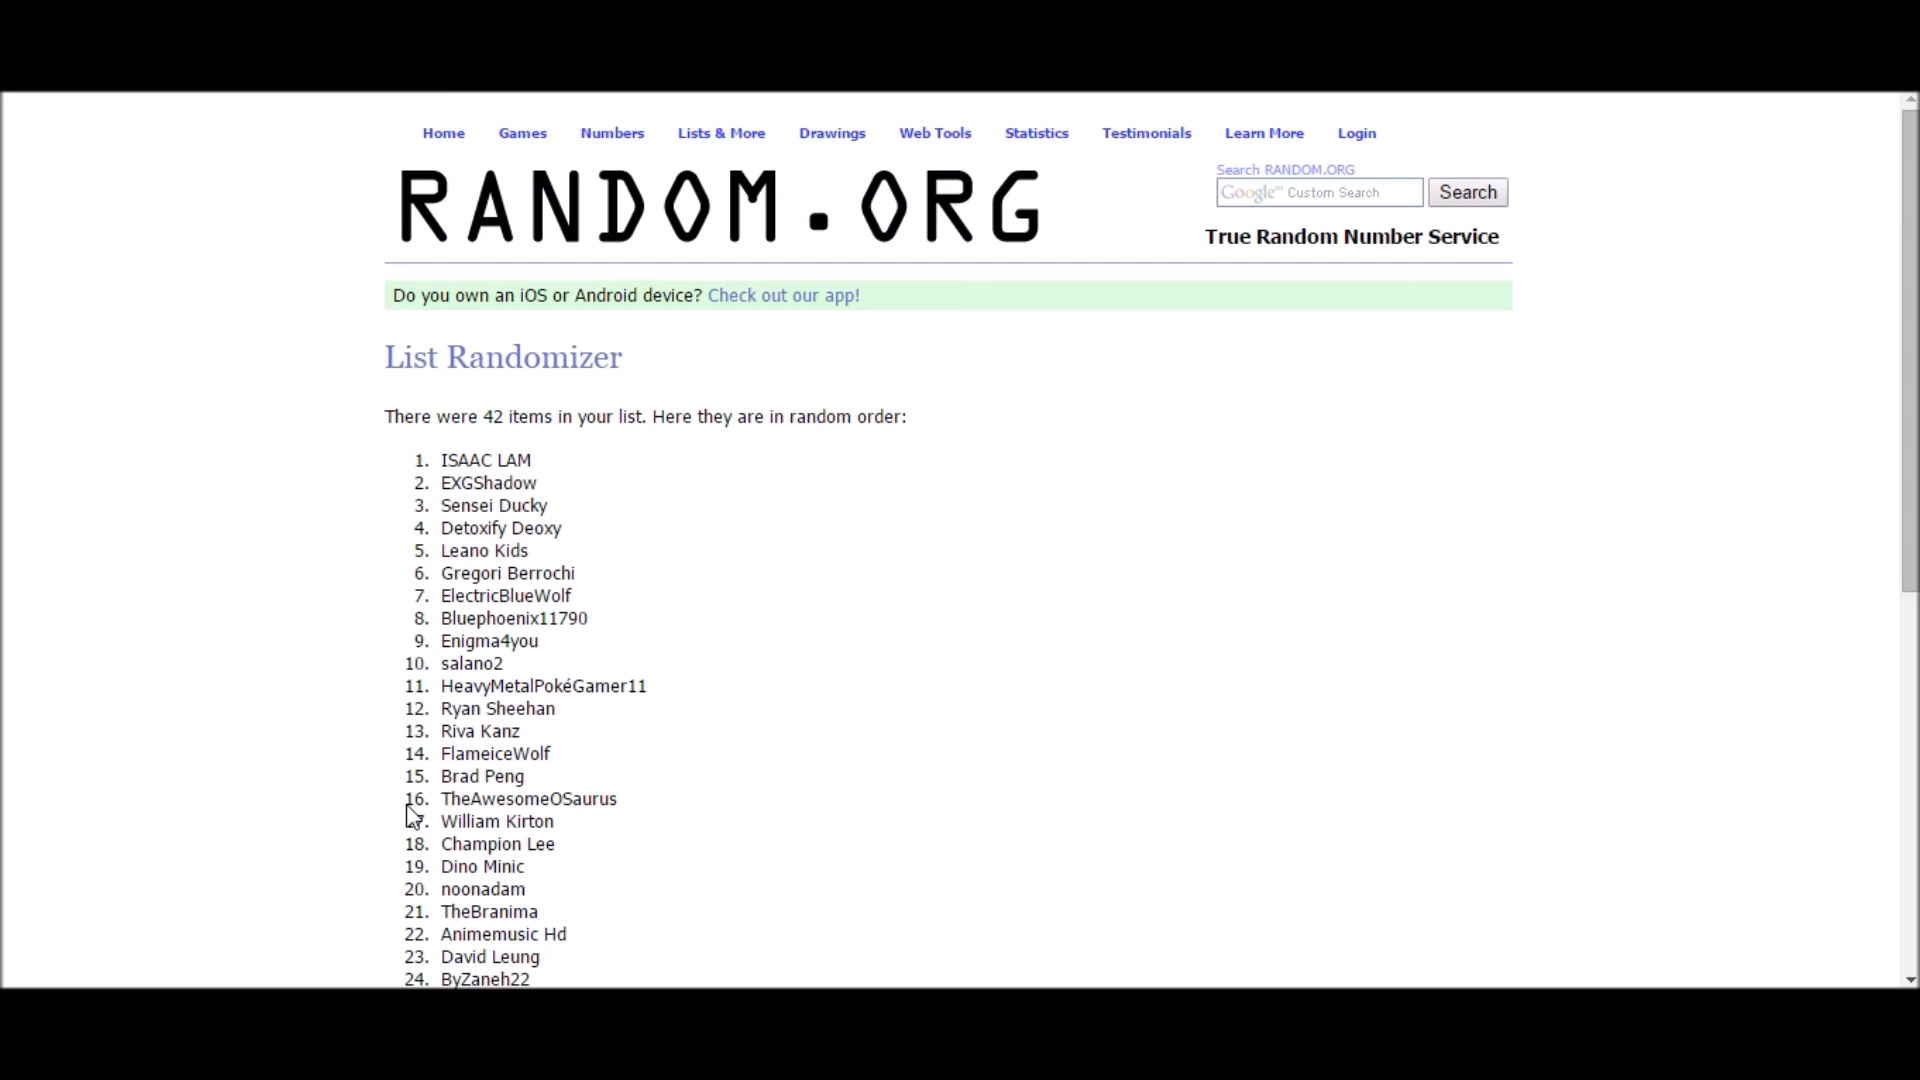 Home Games Numbers Lists & More Drawings Web Tools Statistics Testimonials Learn More Login
RANDOM.ORG
Search RANDOM.ORG
Google™ Custom Search Search
True Random Number Service
Do you own an iOS or Android device? Check out our app!
List Randomizer
There were 42 items in your list. Here they are in random order:
1. ISAAC LAM
2. EXGShadow
3. Sensei Ducky
4. Detoxify Deoxy
5. Leano Kids
6. Gregori Berrochi
7. ElectricBlueWolf
8. Bluephoenix11790
9. Enigma4you
10. salano2
11. HeavyMetalPokéGamer11
12. Ryan Sheehan
13. Riva Kanz
14. FlameiceWolf
15. Brad Peng
16. TheAwesomeOSaurus
William Kirton
18. Champion Lee
19. Dino Minic
20. noonadam
21. TheBranima
22. Animemusic Hd
23. David Leung
24. ByZaneh22